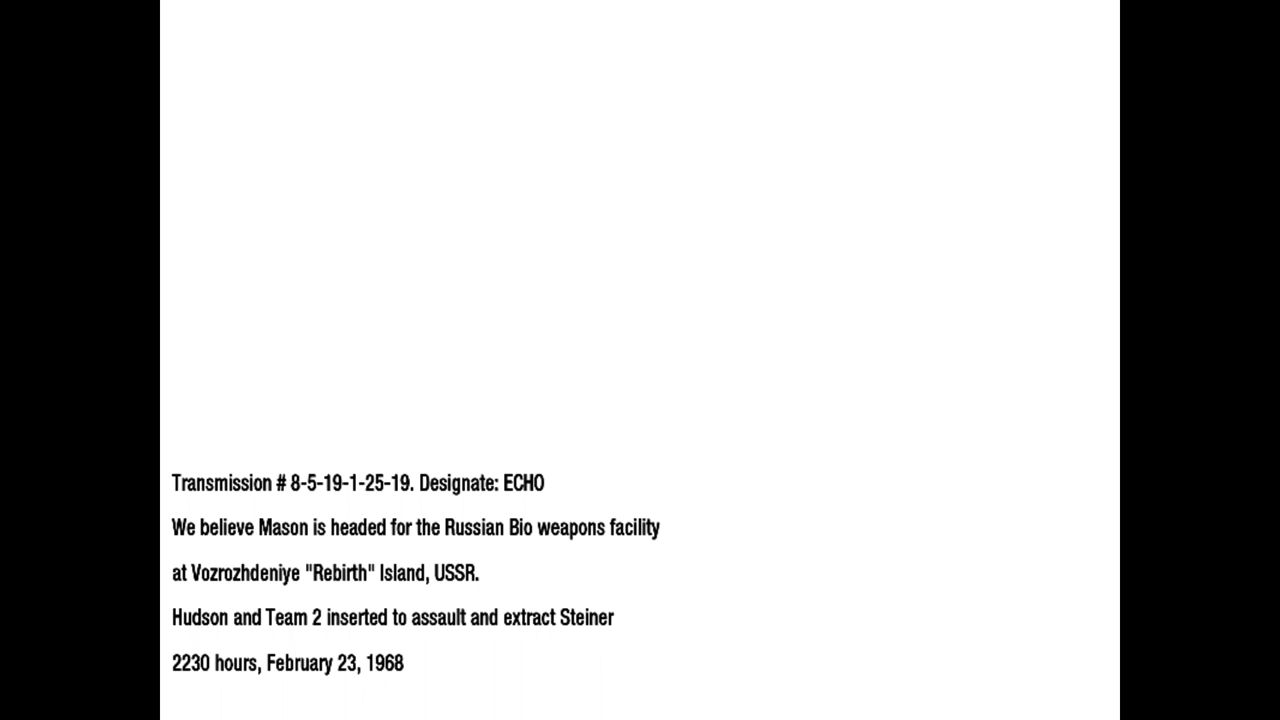 Transmission # 8-5-19-1-25-19. Designate: ECHO
We believe Mason is headed for the Russian Bio weapons facility
at Vozrozhdeniye "Rebirth" Island, USSR.
Hudson and Team 2 inserted to assault and extract Steiner
2230 hours, February 23, 1968